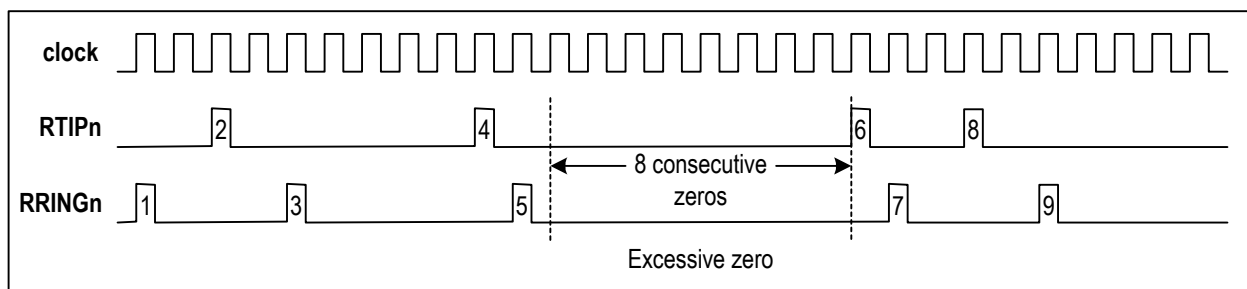 clock
RTIPn
2
4
6
8
8 consecutive
zeros
RRINGn
1
3
5
7
9
Excessive zero